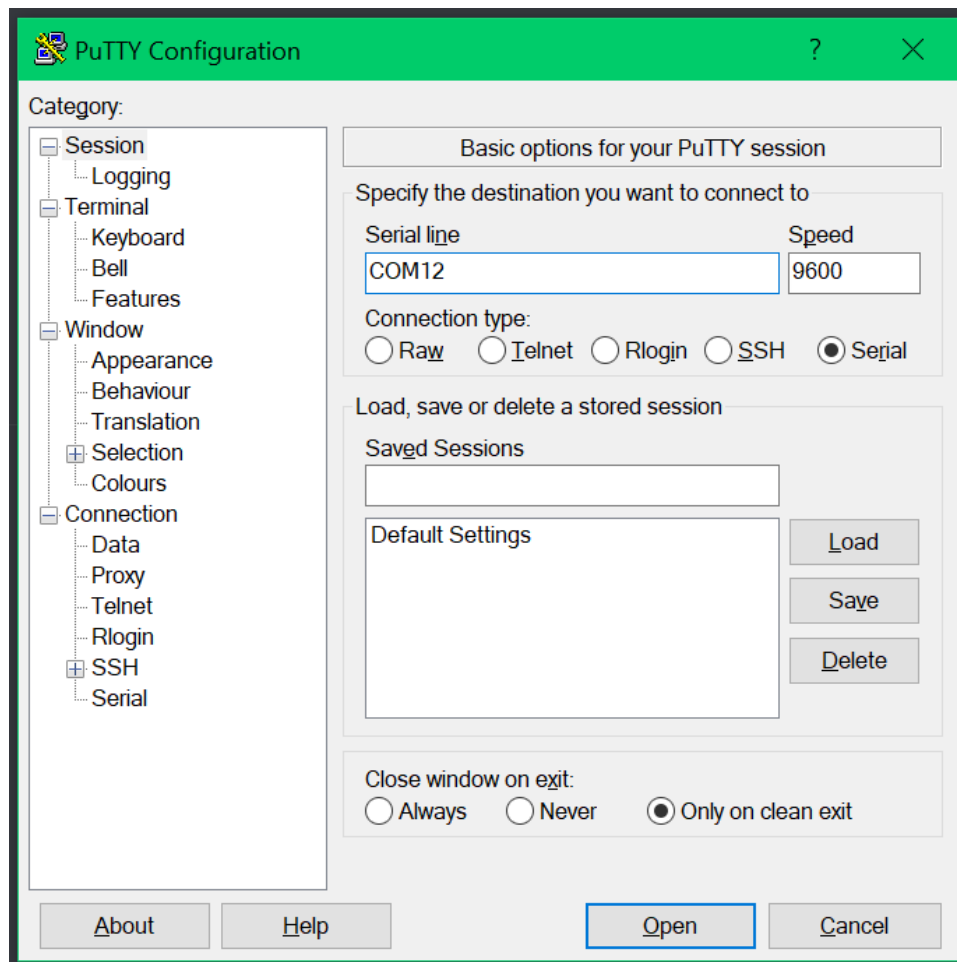 PuTTY Configuration ?
Category:
Session
Logging
Terminal
Keyboard
Bell
Features
Window
Appearance
Behaviour
Translation
Selection
Colours
Connection
Data
Proxy
Telnet
Rlogin
SSH
Serial
Basic options for your PuTTY session
Specify the destination you want to connect to
Serial line Speed
COM12 9600
Connection type:
Raw Telnet Rlogin SSH Serial
Load, save or delete a stored session
Saved Sessions
Default Settings
Load
Save
Delete
Close window on exit:
Always Never Only on clean exit
About Help Open Cancel